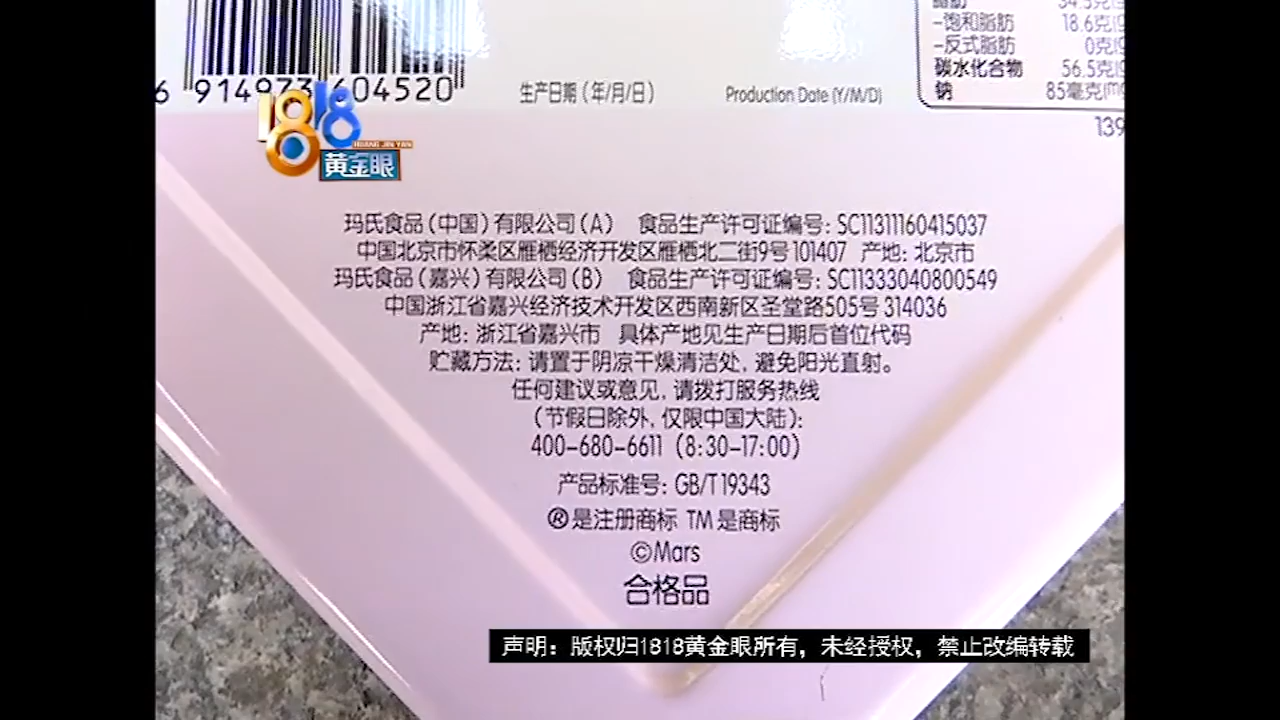 脂肪 34.5克(g
-饱和脂肪 18.6克(g
-反式脂肪 0克(g
碳水化合物 56.5克(g
钠 85毫克(mg
139
6 914973 604520
生产日期(年/月/日) Production Date (Y/M/D)
1818
HUANG JIN YAN
黄金眼
玛氏食品(中国)有限公司(A) 食品生产许可证编号: SC11311160415037
中国北京市怀柔区雁栖经济开发区雁栖北二街9号 101407 产地: 北京市
玛氏食品(嘉兴)有限公司(B) 食品生产许可证编号: SC11333040800549
中国浙江省嘉兴经济技术开发区西南新区圣堂路505号 314036
产地: 浙江省嘉兴市 具体产地见生产日期后首位代码
贮藏方法: 请置于阴凉干燥清洁处, 避免阳光直射。
任何建议或意见, 请拨打服务热线
(节假日除外, 仅限中国大陆):
400-680-6611 (8:30-17:00)
产品标准号: GB/T 19343
®是注册商标 TM 是商标
©Mars
合格品
声明：版权归1818黄金眼所有，未经授权，禁止改编转载